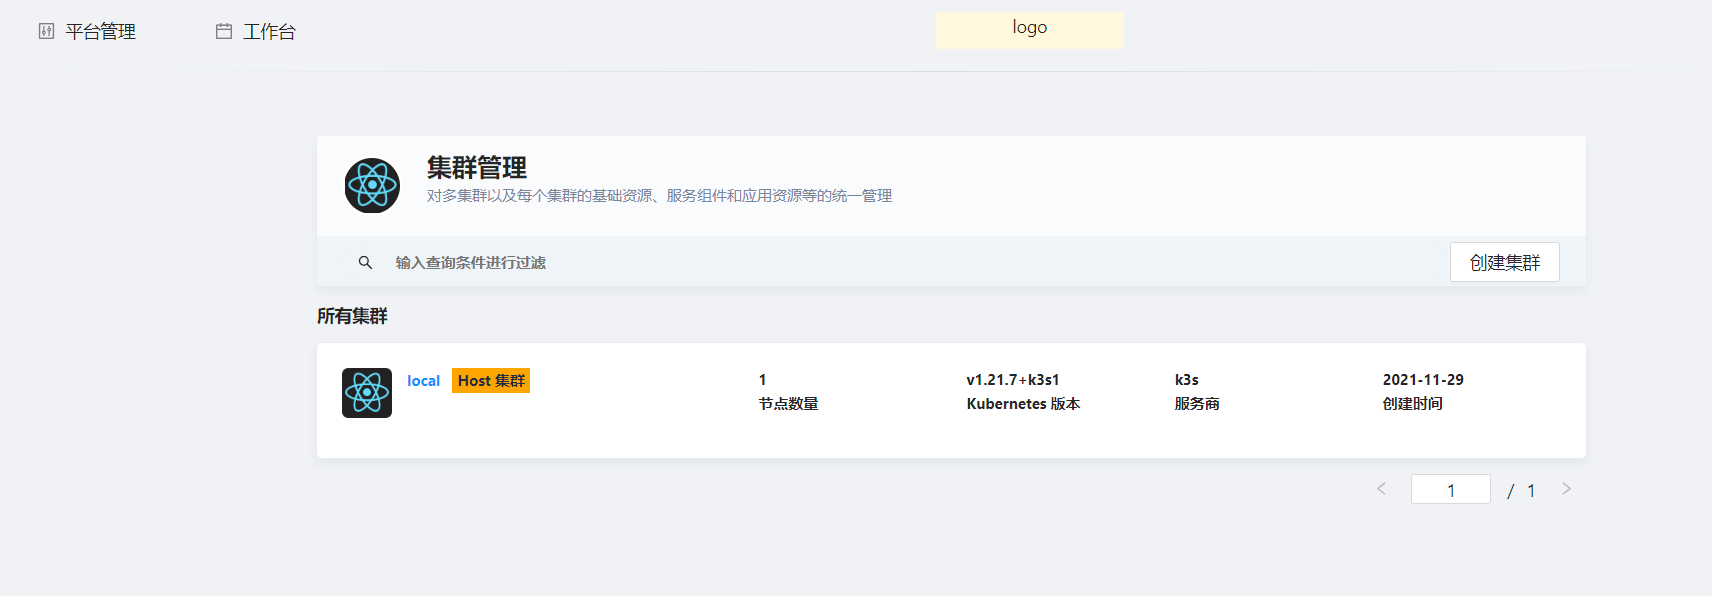 平台管理 工作台 logo
集群管理
对多集群以及每个集群的基础资源、服务组件和应用资源等的统一管理
输入查询条件进行过滤 创建集群
所有集群
local Host 集群 1 v1.21.7+k3s1 k3s 2021-11-29
节点数量 Kubernetes 版本 服务商 创建时间
1 / 1